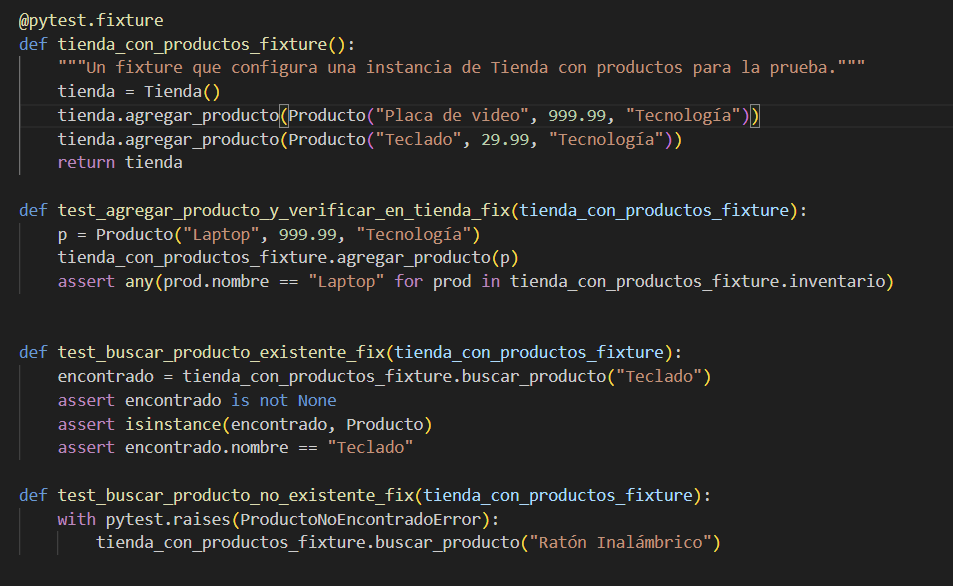 @pytest.fixture
def tienda_con_productos_fixture():
    """Un fixture que configura una instancia de Tienda con productos para la prueba."""
    tienda = Tienda()
    tienda.agregar_producto(Producto("Placa de video", 999.99, "Tecnología"))
    tienda.agregar_producto(Producto("Teclado", 29.99, "Tecnología"))
    return tienda

def test_agregar_producto_y_verificar_en_tienda_fix(tienda_con_productos_fixture):
    p = Producto("Laptop", 999.99, "Tecnología")
    tienda_con_productos_fixture.agregar_producto(p)
    assert any(prod.nombre == "Laptop" for prod in tienda_con_productos_fixture.inventario)


def test_buscar_producto_existente_fix(tienda_con_productos_fixture):
    encontrado = tienda_con_productos_fixture.buscar_producto("Teclado")
    assert encontrado is not None
    assert isinstance(encontrado, Producto)
    assert encontrado.nombre == "Teclado"

def test_buscar_producto_no_existente_fix(tienda_con_productos_fixture):
    with pytest.raises(ProductoNoEncontradoError):
        tienda_con_productos_fixture.buscar_producto("Ratón Inalámbrico")